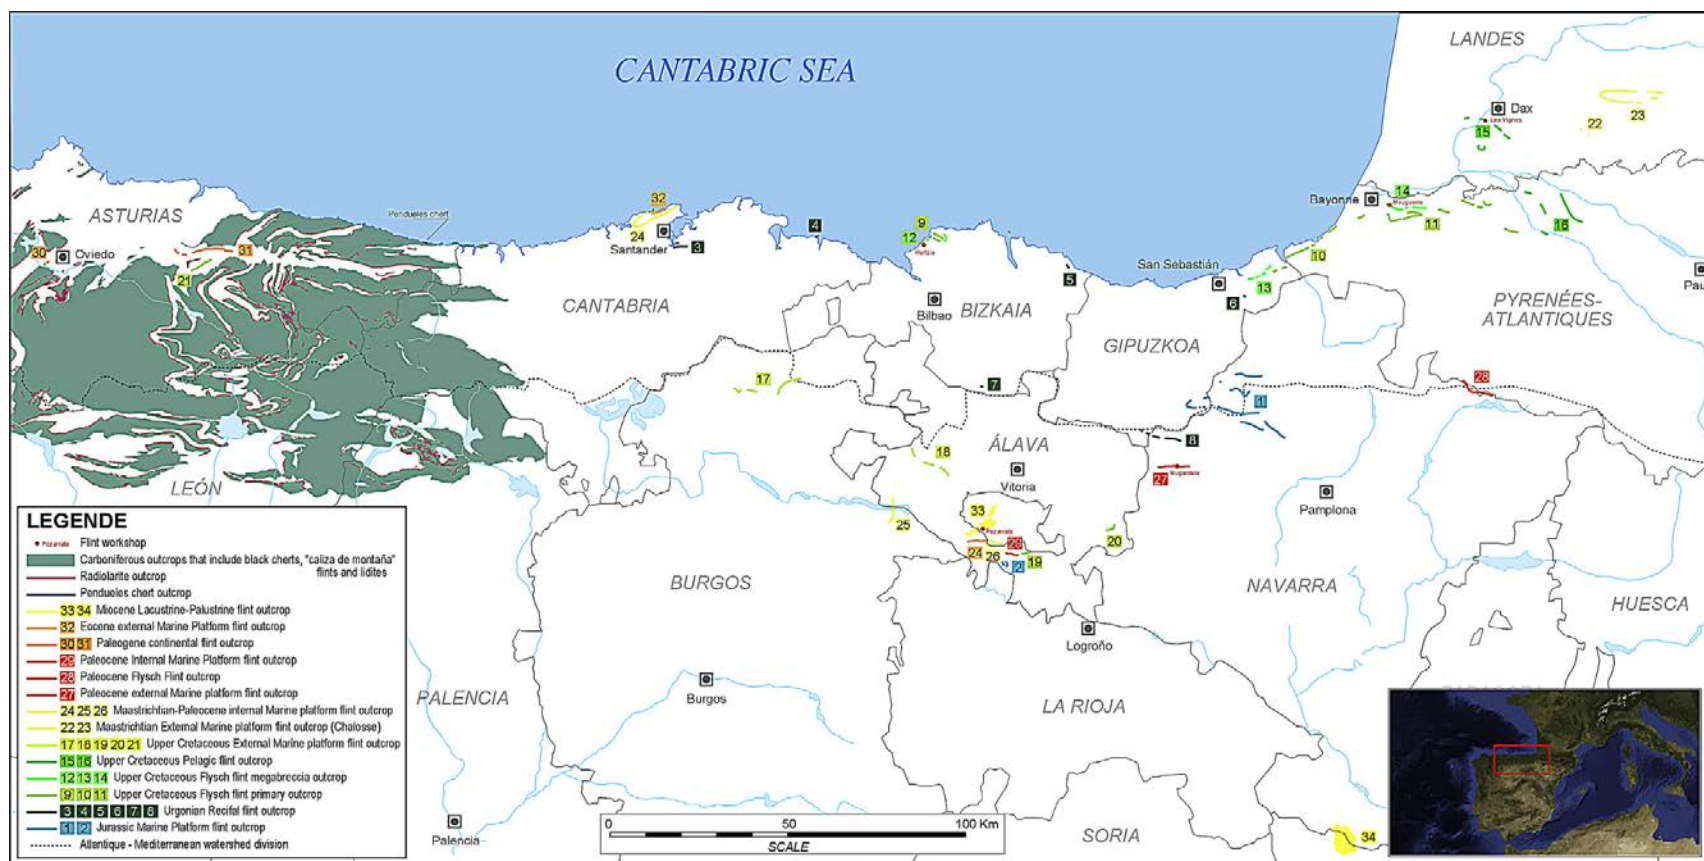 LANDES
CANTABRIC SEA
Dax
Les Vignes
23
22
15
ASTURIAS
Pendueles chert
32
24
Santander
3
4
9
12
Bilbao
BIZKAIA
5
San Sebastián
6
13
10
Bayonne
14
Mouguerre
11
16
Pau
30
Oviedo
31
21
CANTABRIA
GIPUZKOA
PYRENÉES-
ATLANTIQUES
17
7
1
28
ÁLAVA
8
18
LEÓN
Vitoria
27
Pamplona
25
33
24
26
29
2
19
20
BURGOS
NAVARRA
HUESCA
Logroño
PALENCIA
Burgos
LA RIOJA
Palencia
SORIA
34
LEGENDE
Flint workshop
Carboniferous outcrops that include black cherts, "caliza de montaña"
flints and lidites
Radiolarite outcrop
Pendueles chert outcrop
33 34 Miocene Lacustrine-Palustrine flint outcrop
32 Eocene external Marine Platform flint outcrop
30 31 Paleogene continental flint outcrop
29 Paleocene Internal Marine Platform flint outcrop
28 Paleocene Flysch Flint outcrop
27 Paleocene external Marine platform flint outcrop
24 25 26 Maastrichtian-Paleocene internal Marine platform flint outcrop
22 23 Maastrichtian External Marine platform flint outcrop (Chalosse)
17 18 19 20 21 Upper Cretaceous External Marine platform flint outcrop
15 16 Upper Cretaceous Pelagic flint outcrop
12 13 14 Upper Cretaceous Flysch flint megabreccia outcrop
9 10 11 Upper Cretaceous Flysch flint primary outcrop
3 4 5 6 7 8 Urgonian Recifal flint outcrop
1 2 Jurassic Marine Platform flint outcrop
Atlantique - Mediterranean watershed division
0 50 100 Km
SCALE